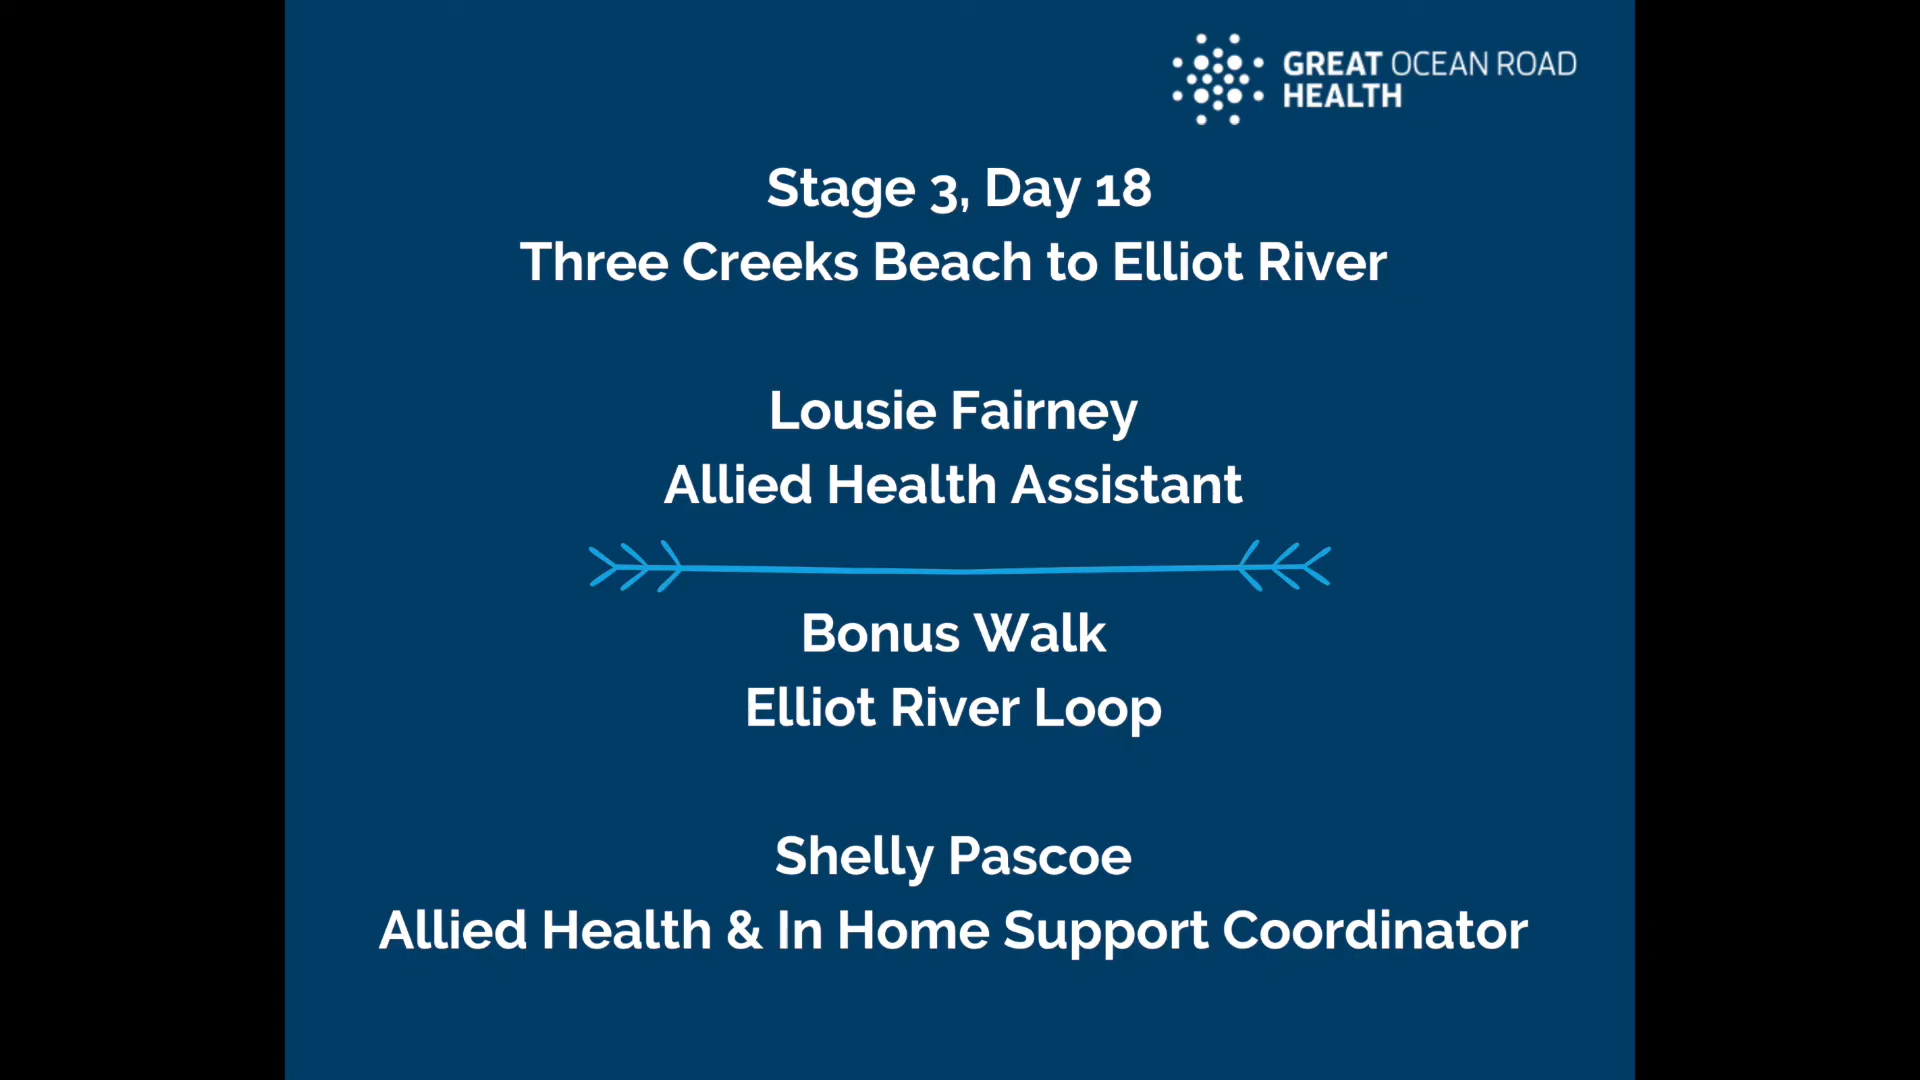 GREAT OCEAN ROAD
HEALTH
Stage 3, Day 18
Three Creeks Beach to Elliot River
Lousie Fairney
Allied Health Assistant
Bonus Walk
Elliot River Loop
Shelly Pascoe
Allied Health & In Home Support Coordinator